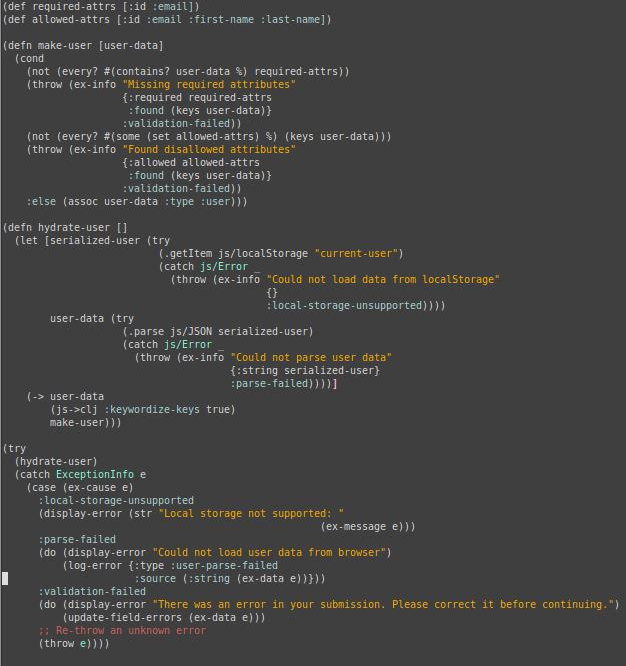 (def required-attrs [:id :email])
(def allowed-attrs [:id :email :first-name :last-name])

(defn make-user [user-data]
  (cond
    (not (every? #(contains? user-data %) required-attrs))
    (throw (ex-info "Missing required attributes"
                    {:required required-attrs
                     :found (keys user-data)}
                    :validation-failed))
    (not (every? #(some (set allowed-attrs) %) (keys user-data)))
    (throw (ex-info "Found disallowed attributes"
                    {:allowed allowed-attrs
                     :found (keys user-data)}
                    :validation-failed))
    :else (assoc user-data :type :user)))

(defn hydrate-user []
  (let [serialized-user (try
                          (.getItem js/localStorage "current-user")
                          (catch js/Error _
                            (throw (ex-info "Could not load data from localStorage"
                                            {}
                                            :local-storage-unsupported))))
        user-data (try
                    (.parse js/JSON serialized-user)
                    (catch js/Error _
                      (throw (ex-info "Could not parse user data"
                                      {:string serialized-user}
                                      :parse-failed))))]
    (-> user-data
        (js->clj :keywordize-keys true)
        make-user)))

(try
  (hydrate-user)
  (catch ExceptionInfo e
    (case (ex-cause e)
      :local-storage-unsupported
      (display-error (str "Local storage not supported: "
                                                     (ex-message e)))
      :parse-failed
      (do (display-error "Could not load user data from browser")
          (log-error {:type :user-parse-failed
                      :source (:string (ex-data e))}))
      :validation-failed
      (do (display-error "There was an error in your submission. Please correct it before continuing.")
          (update-field-errors (ex-data e)))
      ;; Re-throw an unknown error
      (throw e))))